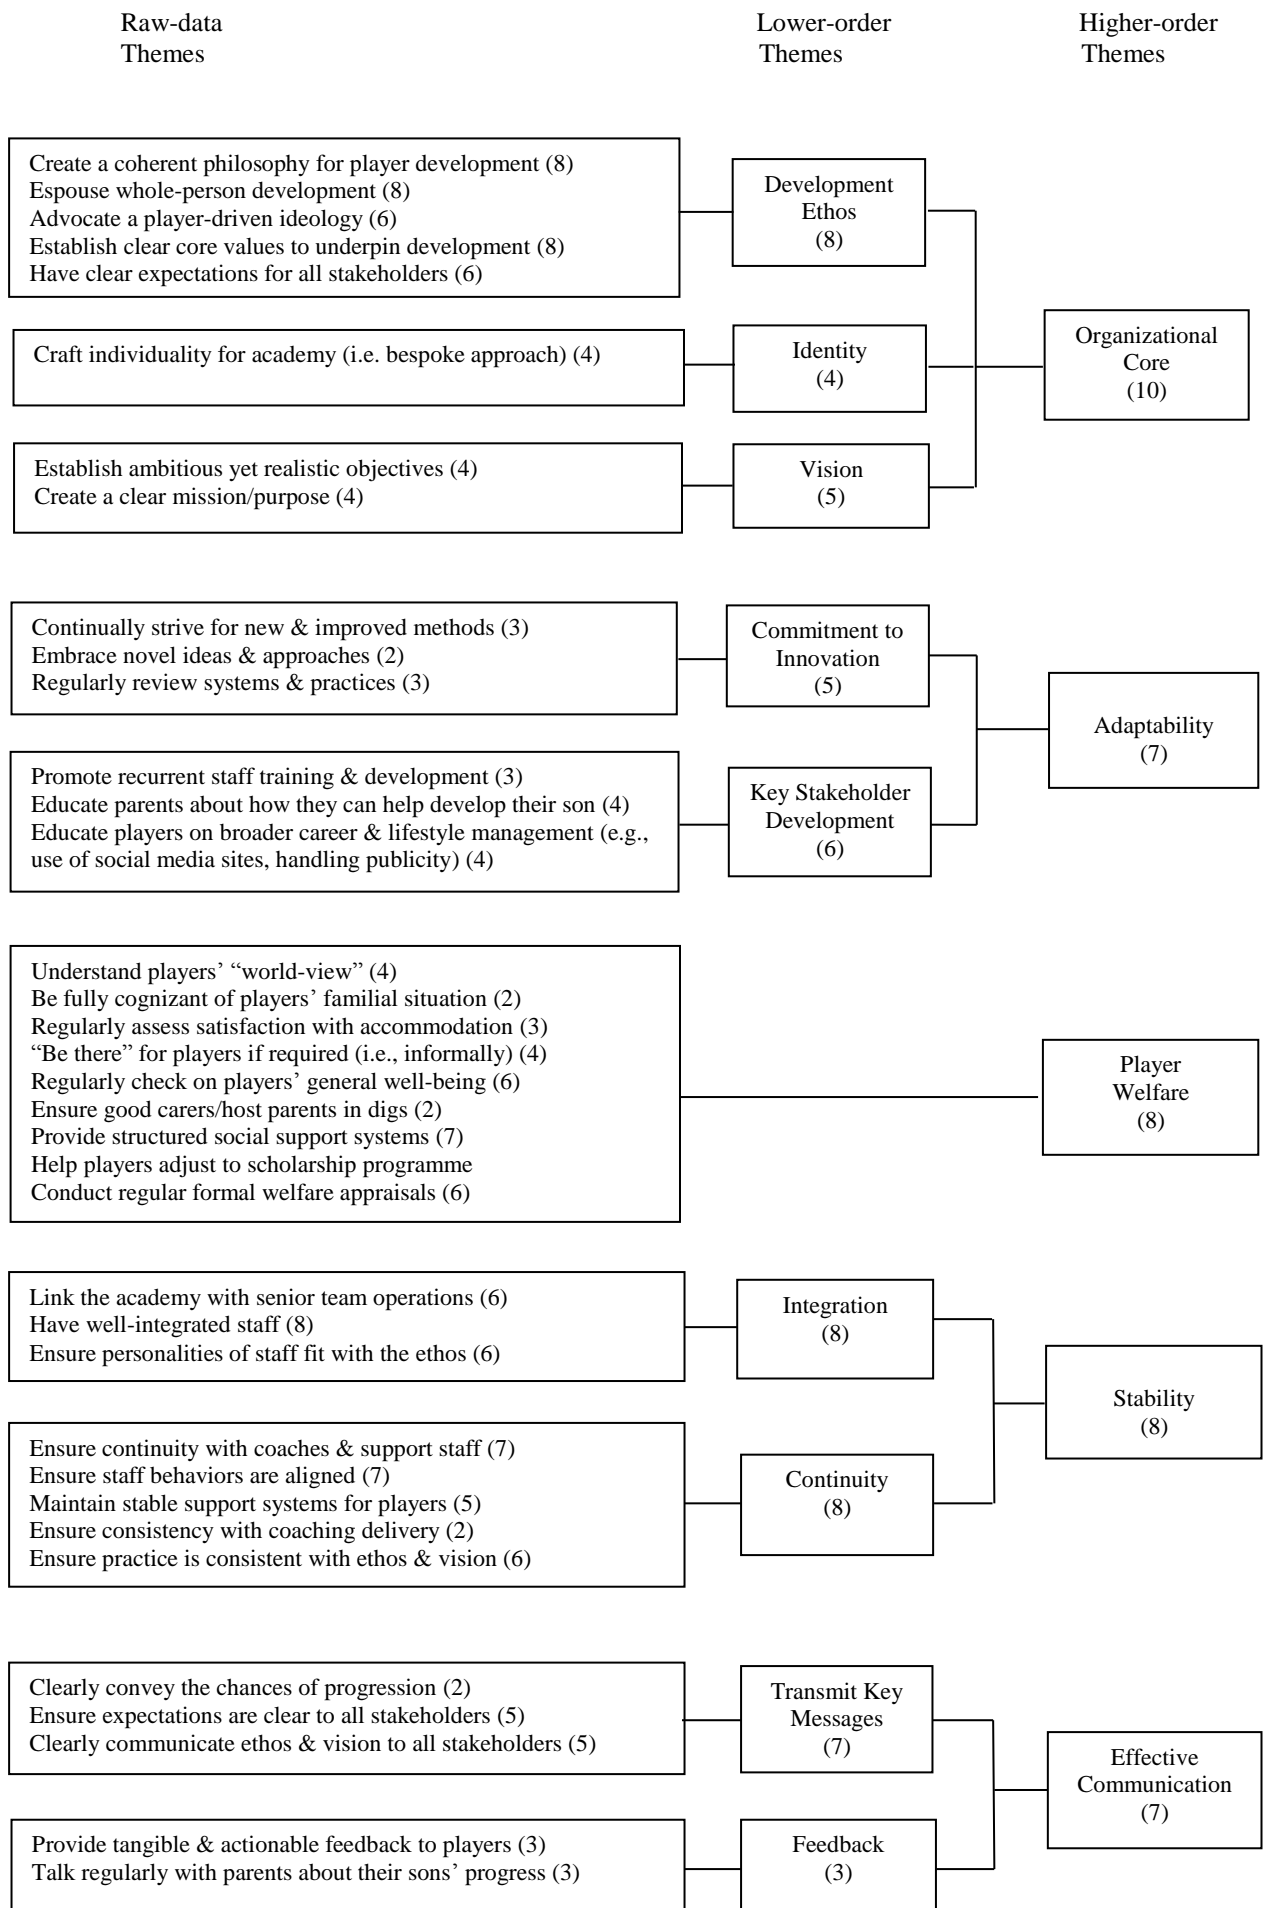 Raw-data
Themes
Lower-order
Themes
Higher-order
Themes
Create a coherent philosophy for player development (8)
Espouse whole-person development (8)
Advocate a player-driven ideology (6)
Establish clear core values to underpin development (8)
Have clear expectations for all stakeholders (6)
Development
Ethos
(8)
Craft individuality for academy (i.e. bespoke approach) (4)
Identity
(4)
Organizational
Core
(10)
Establish ambitious yet realistic objectives (4)
Create a clear mission/purpose (4)
Vision
(5)
Continually strive for new & improved methods (3)
Embrace novel ideas & approaches (2)
Regularly review systems & practices (3)
Commitment to
Innovation
(5)
Adaptability
(7)
Promote recurrent staff training & development (3)
Educate parents about how they can help develop their son (4)
Educate players on broader career & lifestyle management (e.g.,
use of social media sites, handling publicity) (4)
Key Stakeholder
Development
(6)
Understand players’ “world-view” (4)
Be fully cognizant of players’ familial situation (2)
Regularly assess satisfaction with accommodation (3)
“Be there” for players if required (i.e., informally) (4)
Regularly check on players’ general well-being (6)
Ensure good carers/host parents in digs (2)
Provide structured social support systems (7)
Help players adjust to scholarship programme
Conduct regular formal welfare appraisals (6)
Player
Welfare
(8)
Link the academy with senior team operations (6)
Have well-integrated staff (8)
Ensure personalities of staff fit with the ethos (6)
Integration
(8)
Stability
(8)
Ensure continuity with coaches & support staff (7)
Ensure staff behaviors are aligned (7)
Maintain stable support systems for players (5)
Ensure consistency with coaching delivery (2)
Ensure practice is consistent with ethos & vision (6)
Continuity
(8)
Clearly convey the chances of progression (2)
Ensure expectations are clear to all stakeholders (5)
Clearly communicate ethos & vision to all stakeholders (5)
Transmit Key
Messages
(7)
Effective
Communication
(7)
Provide tangible & actionable feedback to players (3)
Talk regularly with parents about their sons’ progress (3)
Feedback
(3)